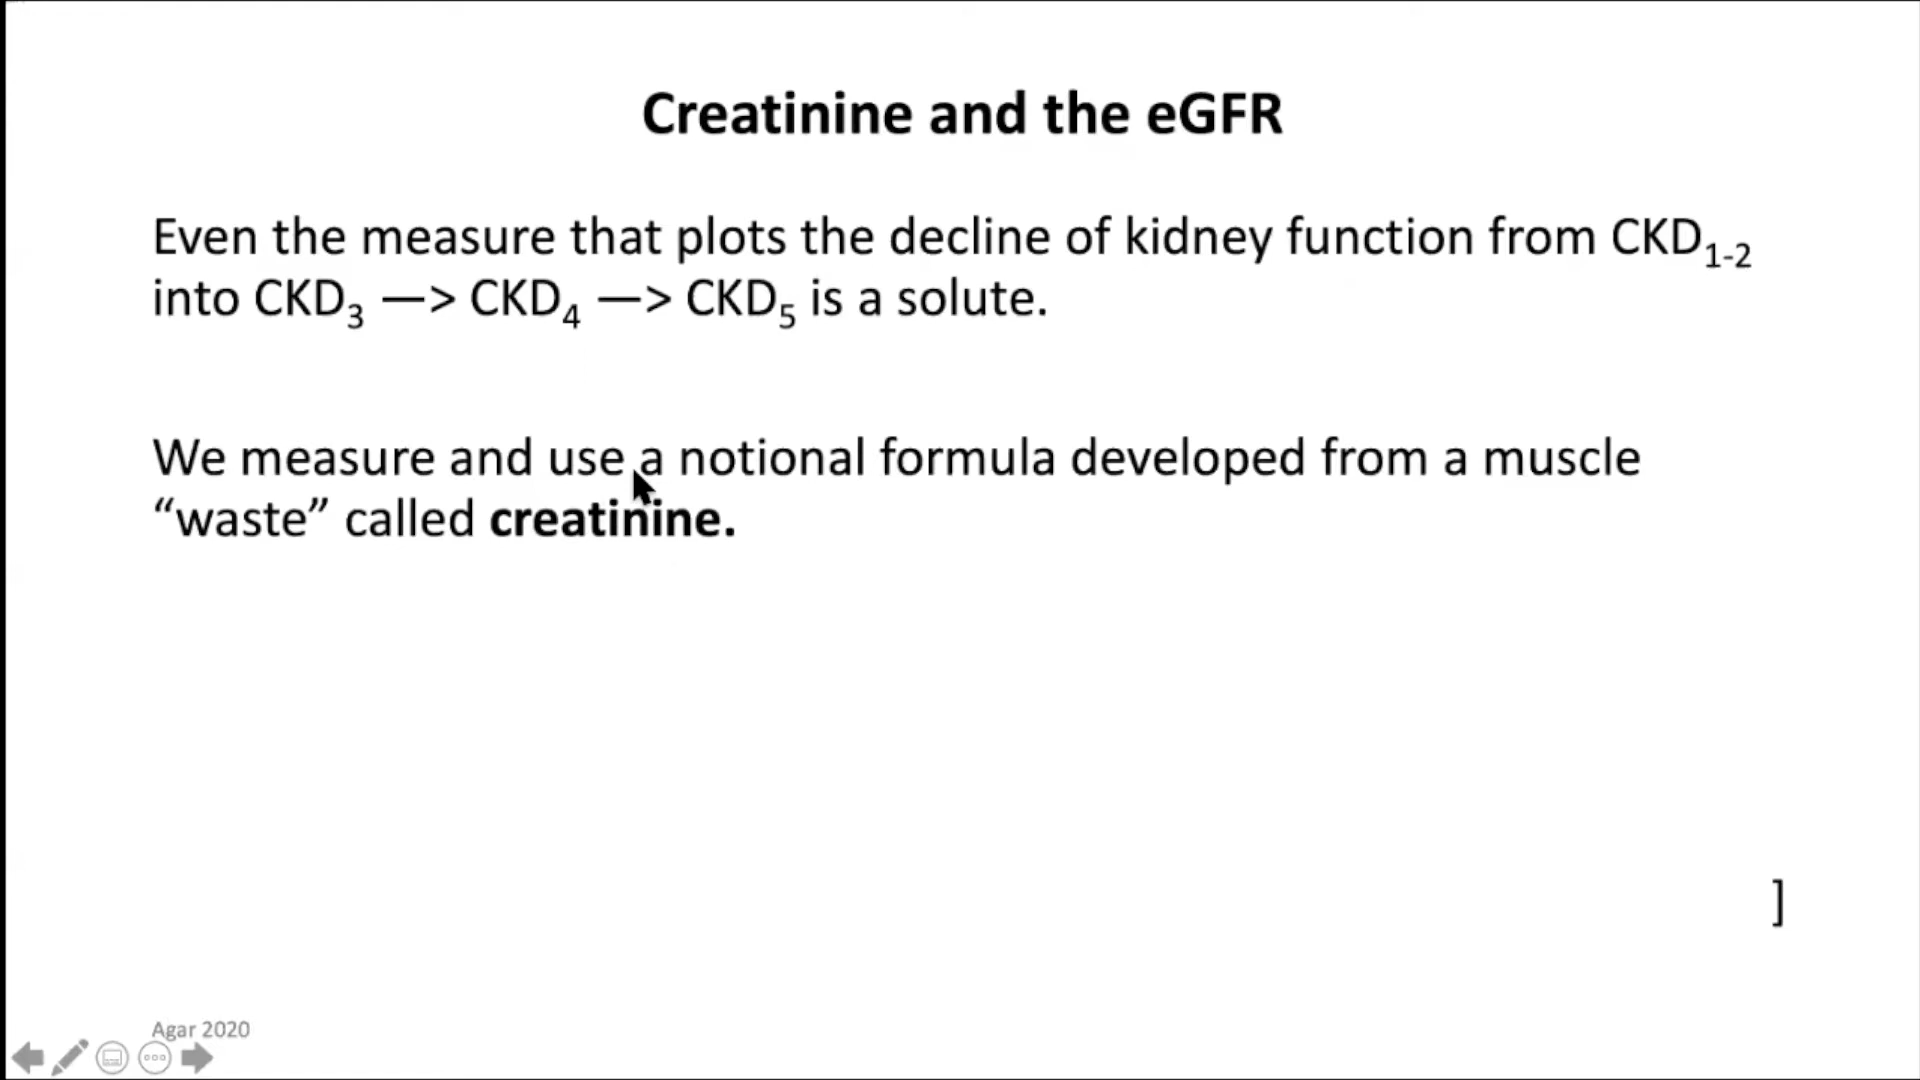 Creatinine and the eGFR
Even the measure that plots the decline of kidney function from CKD₁₋₂
into CKD₃ —> CKD₄ —> CKD₅ is a solute.
We measure and use a notional formula developed from a muscle
“waste” called creatinine.
]
Agar 2020